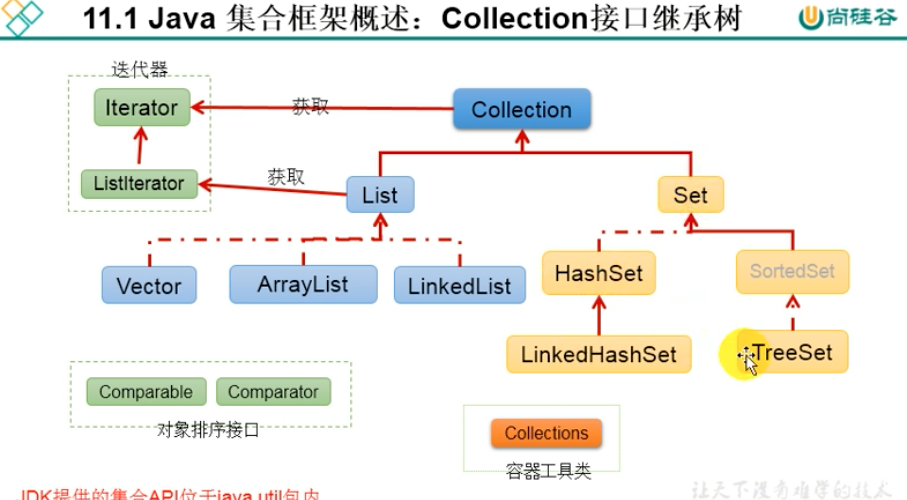 11.1 Java 集合框架概述：Collection接口继承树
尚硅谷
迭代器
Iterator
获取
Collection
ListIterator
获取
List
Set
Vector
ArrayList
LinkedList
HashSet
SortedSet
LinkedHashSet
TreeSet
Comparable
Comparator
对象排序接口
Collections
容器工具类
JDK提供的集合API位于java.util包内
让天下没有难学的技术